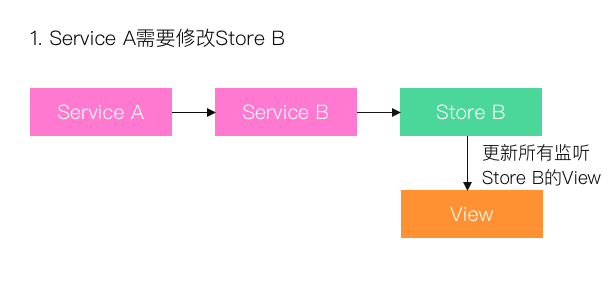 1. Service A需要修改Store B
Service A
Service B
Store B
更新所有监听
Store B的View
View